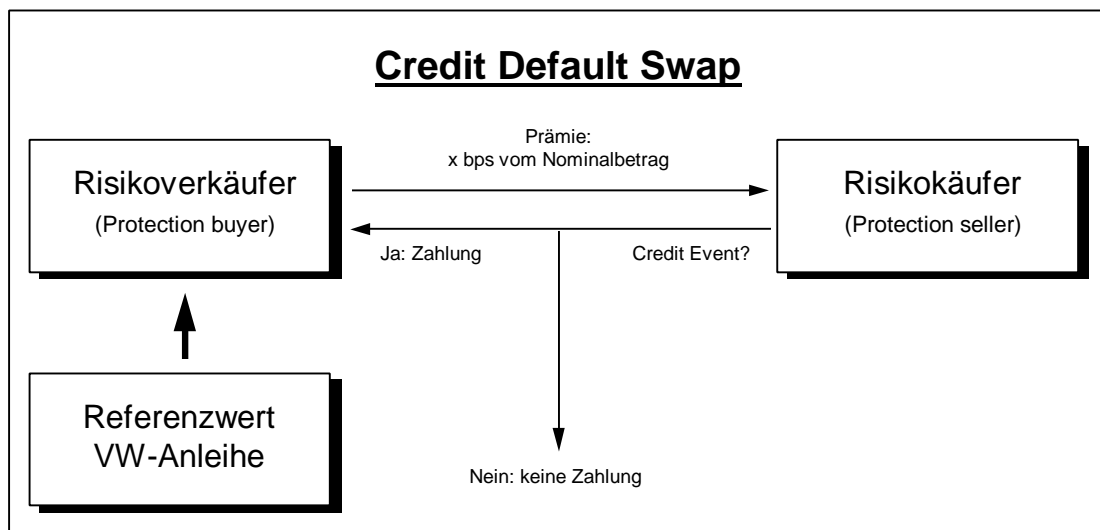 Credit Default Swap
Prämie:
x bps vom Nominalbetrag
Risikoverkäufer
(Protection buyer)
Risikokäufer
(Protection seller)
Ja: Zahlung
Credit Event?
Referenzwert
VW-Anleihe
Nein: keine Zahlung